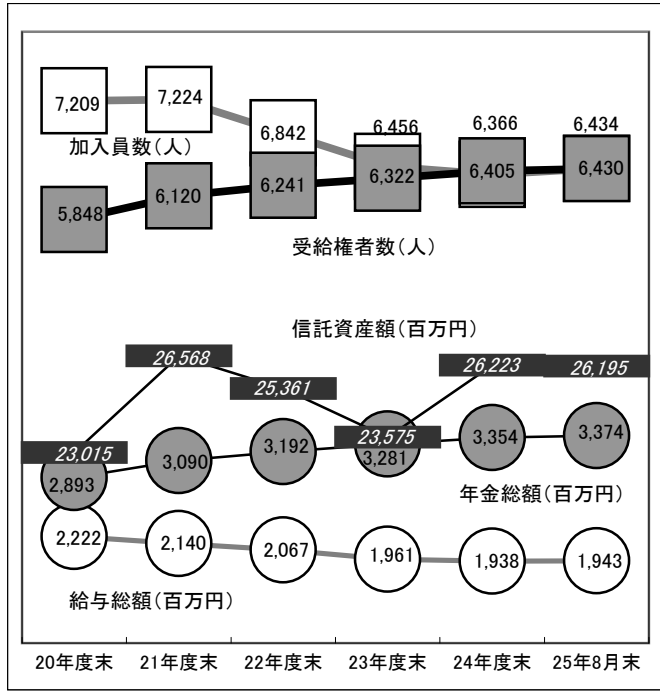 7,209 7,224 6,842 6,456 6,366 6,434
加入員数(人)
5,848 6,120 6,241 6,322 6,405 6,430
受給権者数(人)
信託資産額(百万円)
23,015 26,568 25,361 23,575 26,223 26,195
2,893 3,090 3,192 3,281 3,354 3,374
年金総額(百万円)
2,222 2,140 2,067 1,961 1,938 1,943
給与総額(百万円)
20年度末 21年度末 22年度末 23年度末 24年度末 25年8月末